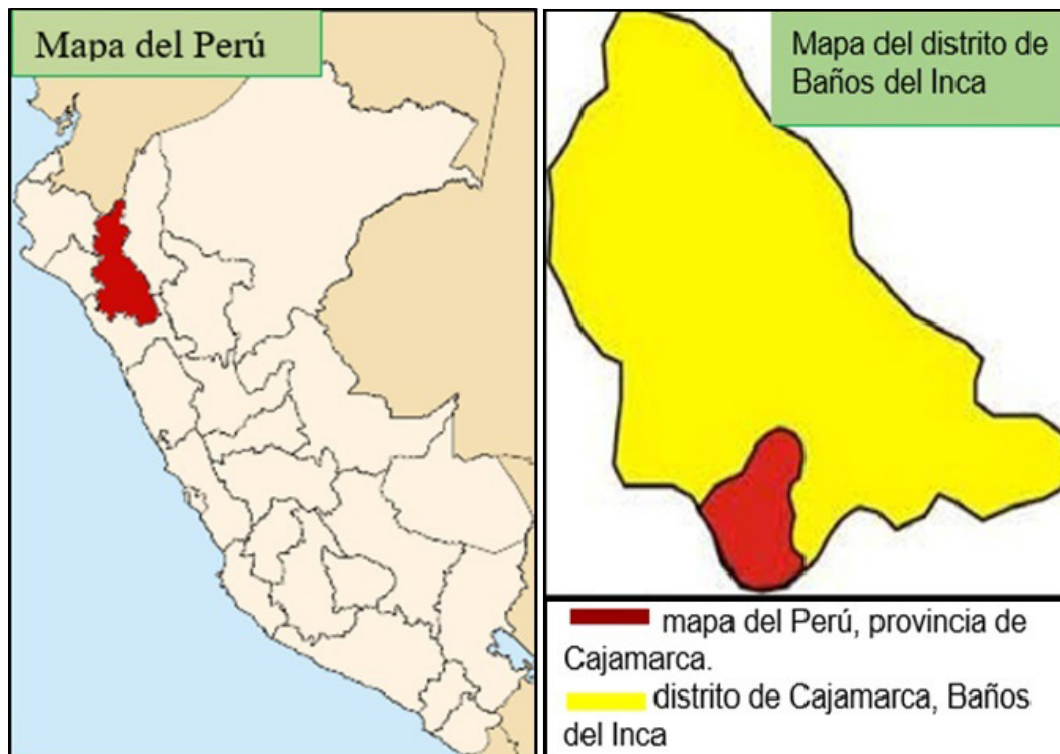 Mapa del Perú
Mapa del distrito de
Baños del Inca
mapa del Perú, provincia de
Cajamarca.
distrito de Cajamarca, Baños
del Inca